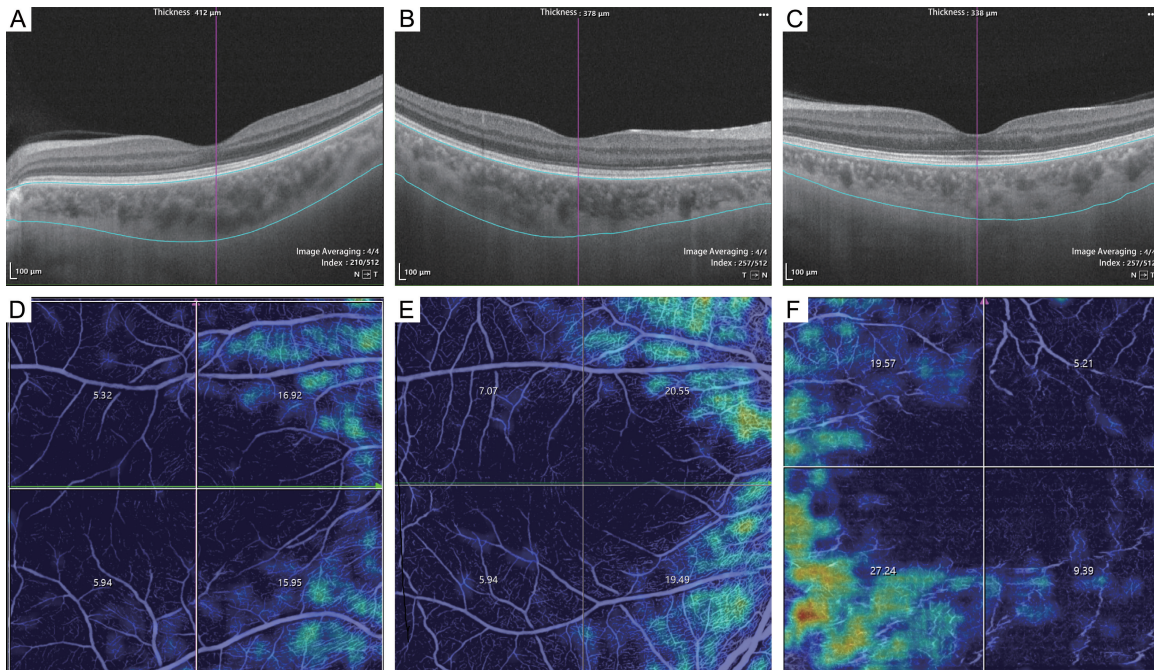 A
Thickness 412 µm
Image Averaging : 4/4
Index : 210/512
N → T
100 µm
B
Thickness : 378 µm
Image Averaging : 4/4
Index : 257/512
T → N
100 µm
C
Thickness : 338 µm
Image Averaging : 4/4
Index : 257/512
N → T
100 µm
D
5.32
16.92
5.94
15.95
E
7.07
20.55
5.94
19.49
F
19.57
5.21
27.24
9.39